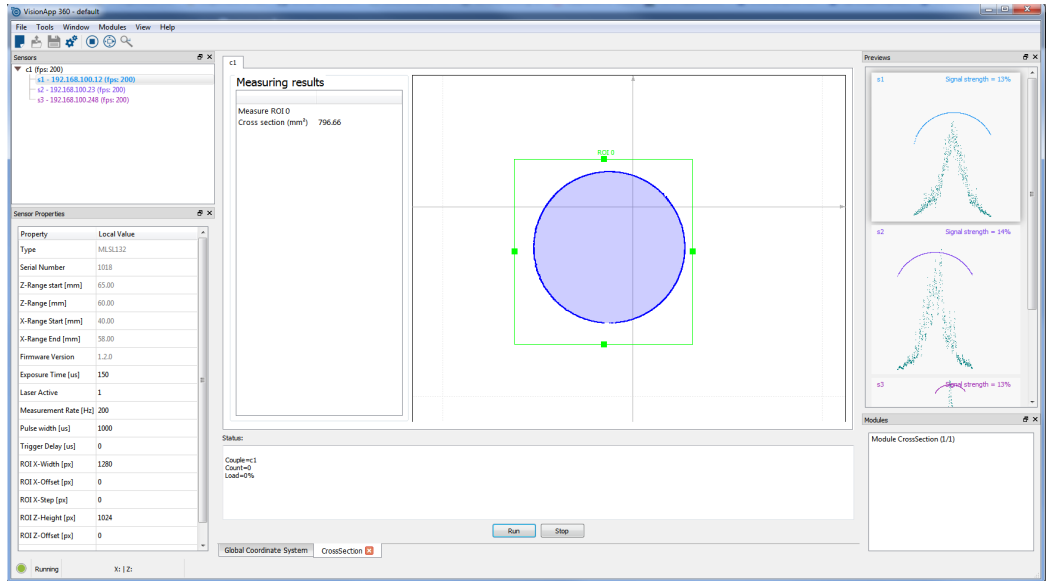 VisionApp 360 - default
File Tools Window Modules View Help
Sensors
c1 (fps: 200)
s1 - 192.168.100.12 (fps: 200)
s2 - 192.168.100.23 (fps: 200)
s3 - 192.168.100.248 (fps: 200)
Sensor Properties
Property Local Value
Type MLSL132
Serial Number 1018
Z-Range start [mm] 65.00
Z-Range [mm] 60.00
X-Range Start [mm] 40.00
X-Range End [mm] 58.00
Firmware Version 1.2.0
Exposure Time [us] 150
Laser Active 1
Measurement Rate [Hz] 200
Pulse width [us] 1000
Trigger Delay [us] 0
ROI X-Width [px] 1280
ROI X-Offset [px] 0
ROI X-Step [px] 0
ROI Z-Height [px] 1024
ROI Z-Offset [px] 0
c1
Measuring results
Measure ROI 0
Cross section (mm²) 796.66
ROI 0
Status:
Couple=c1
Count=0
Load=0%
Run Stop
Global Coordinate System CrossSection
Previews
s1 Signal strength = 13%
s2 Signal strength = 14%
s3 Signal strength = 13%
Modules
Module CrossSection (1/1)
Running X: | Z: